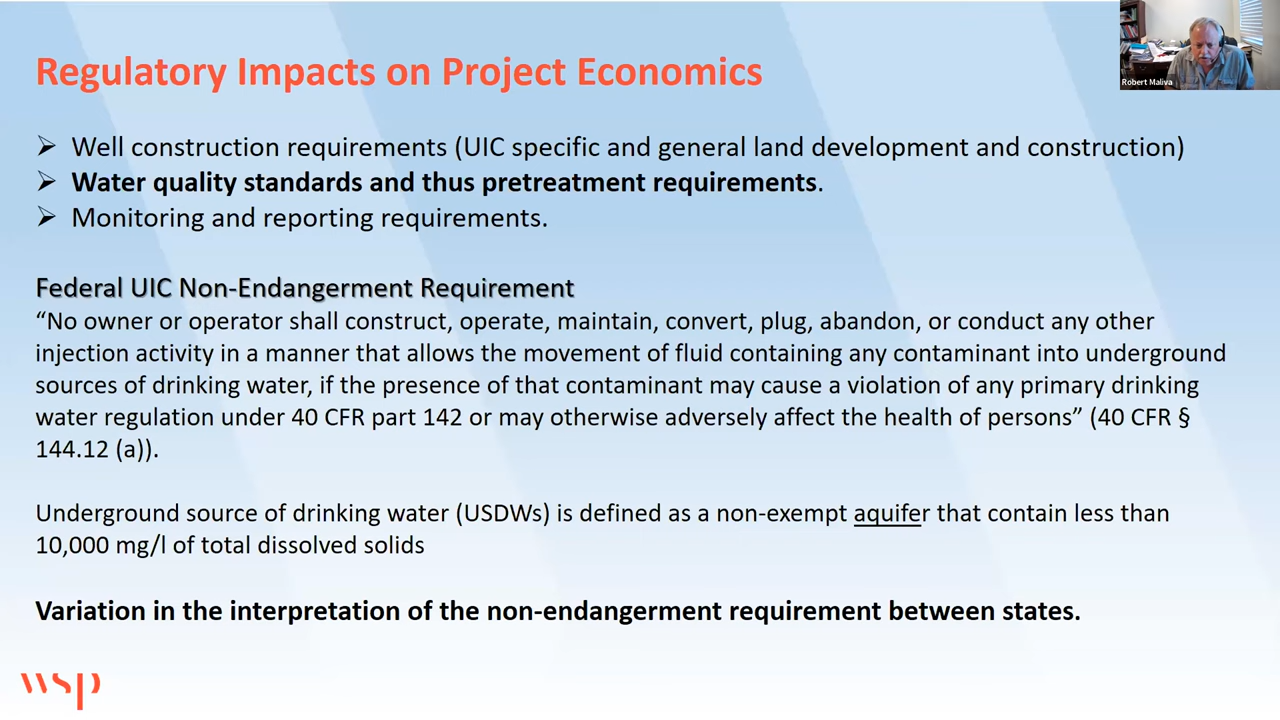 Regulatory Impacts on Project Economics
Robert Maliva
➢ Well construction requirements (UIC specific and general land development and construction)
➢ Water quality standards and thus pretreatment requirements.
➢ Monitoring and reporting requirements.
Federal UIC Non-Endangerment Requirement
“No owner or operator shall construct, operate, maintain, convert, plug, abandon, or conduct any other
injection activity in a manner that allows the movement of fluid containing any contaminant into underground
sources of drinking water, if the presence of that contaminant may cause a violation of any primary drinking
water regulation under 40 CFR part 142 or may otherwise adversely affect the health of persons” (40 CFR §
144.12 (a)).
Underground source of drinking water (USDWs) is defined as a non-exempt aquifer that contain less than
10,000 mg/l of total dissolved solids
Variation in the interpretation of the non-endangerment requirement between states.
wsp